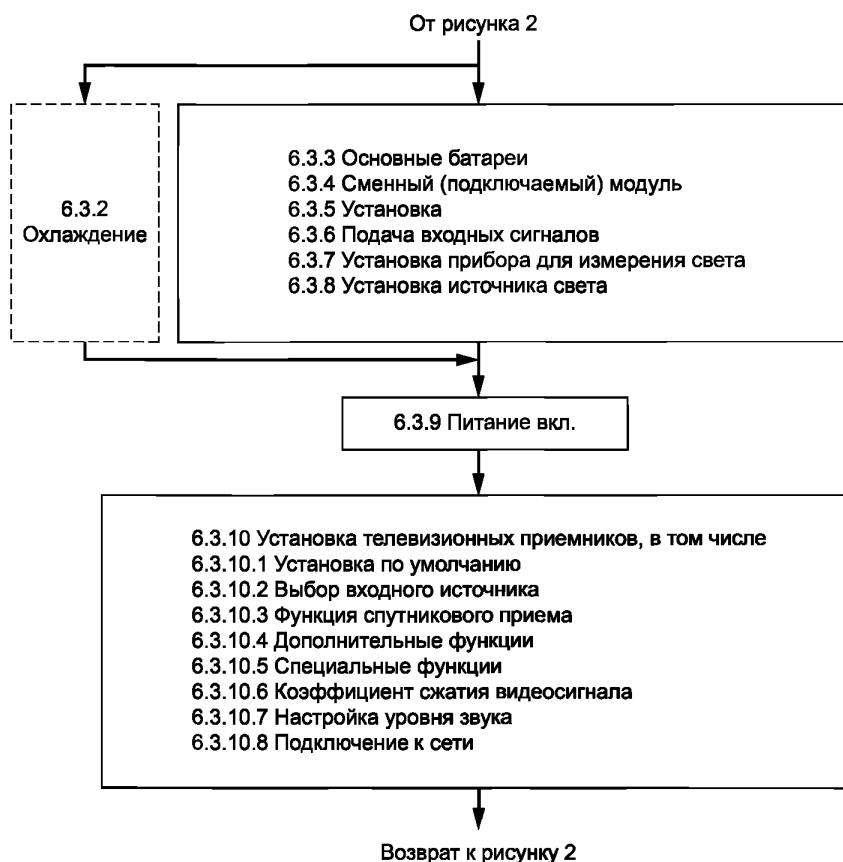 От рисунка 2
6.3.2
Охлаждение
6.3.3 Основные батареи
6.3.4 Сменный (подключаемый) модуль
6.3.5 Установка
6.3.6 Подача входных сигналов
6.3.7 Установка прибора для измерения света
6.3.8 Установка источника света
6.3.9 Питание вкл.
6.3.10 Установка телевизионных приемников, в том числе
6.3.10.1 Установка по умолчанию
6.3.10.2 Выбор входного источника
6.3.10.3 Функция спутникового приема
6.3.10.4 Дополнительные функции
6.3.10.5 Специальные функции
6.3.10.6 Коэффициент сжатия видеосигнала
6.3.10.7 Настройка уровня звука
6.3.10.8 Подключение к сети
Возврат к рисунку 2